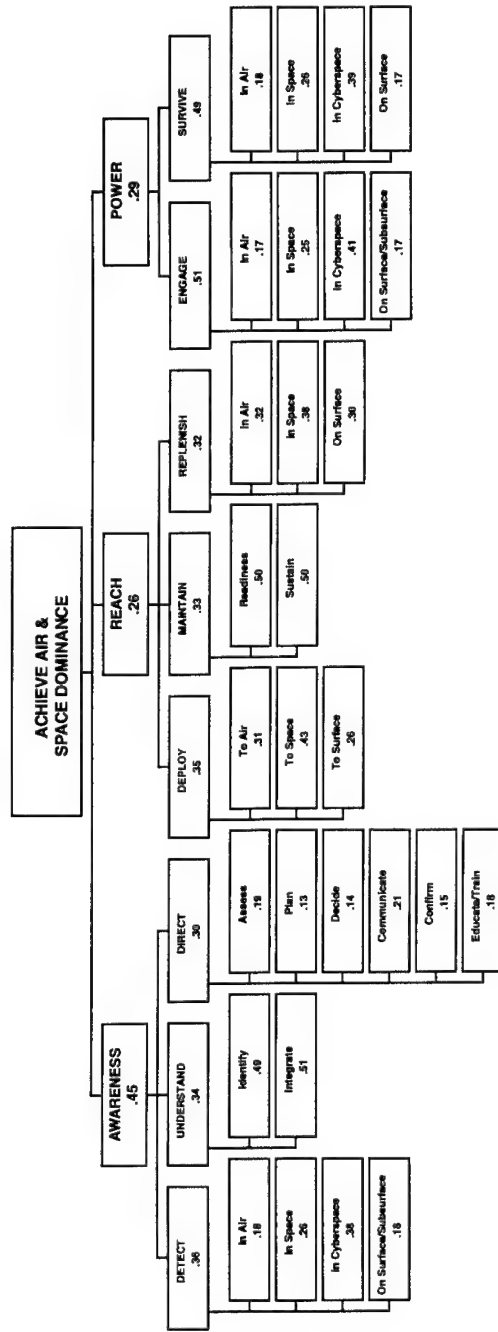 ACHIEVE AIR &
SPACE DOMINANCE
AWARENESS
.45
REACH
.26
POWER
.29
DETECT
.36
UNDERSTAND
.34
DIRECT
.30
DEPLOY
.35
MAINTAIN
.33
REPLENISH
.32
ENGAGE
.51
SURVIVE
.49
In Air
.18
In Space
.26
In Cyberspace
.38
On Surface/Subsurface
.18
Identify
.49
Integrate
.51
Assess
.19
Plan
.13
Decide
.14
Communicate
.21
Confirm
.15
Educate/Train
.18
To Air
.31
To Space
.43
To Surface
.26
Readiness
.50
Sustain
.50
In Air
.32
In Space
.38
On Surface
.30
In Air
.17
In Space
.25
In Cyberspace
.41
On Surface/Subsurface
.17
In Air
.18
In Space
.26
In Cyberspace
.39
On Surface
.17